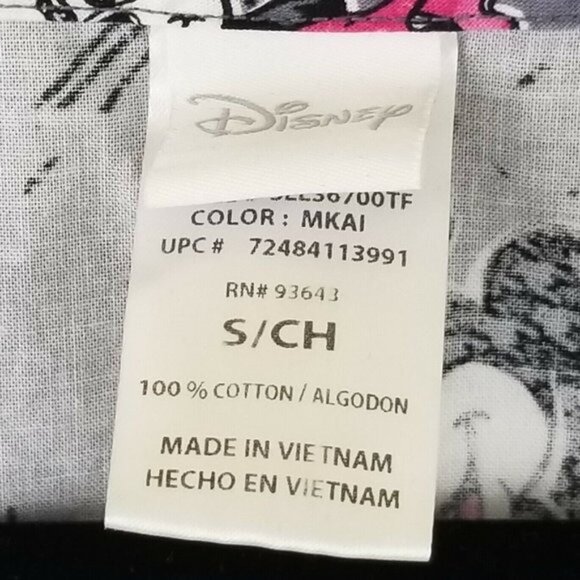 Disney
COLOR : MKAI
UPC # 72484113991
RN# 93643
S/CH
100 % COTTON / ALGODON
MADE IN VIETNAM
HECHO EN VIETNAM